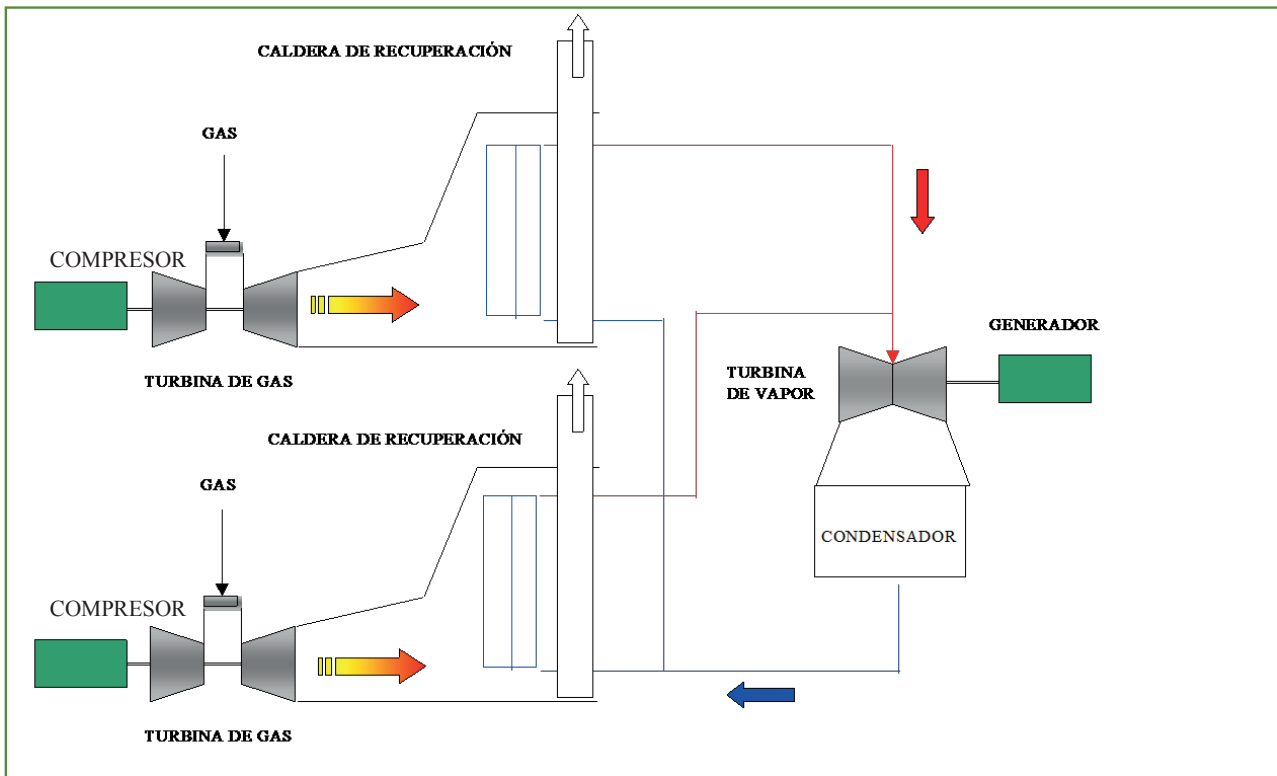 CALDERA DE RECUPERACIÓN
GAS
COMPRESOR
TURBINA DE GAS
GENERADOR
TURBINA
DE VAPOR
CALDERA DE RECUPERACIÓN
GAS
CONDENSADOR
COMPRESOR
TURBINA DE GAS